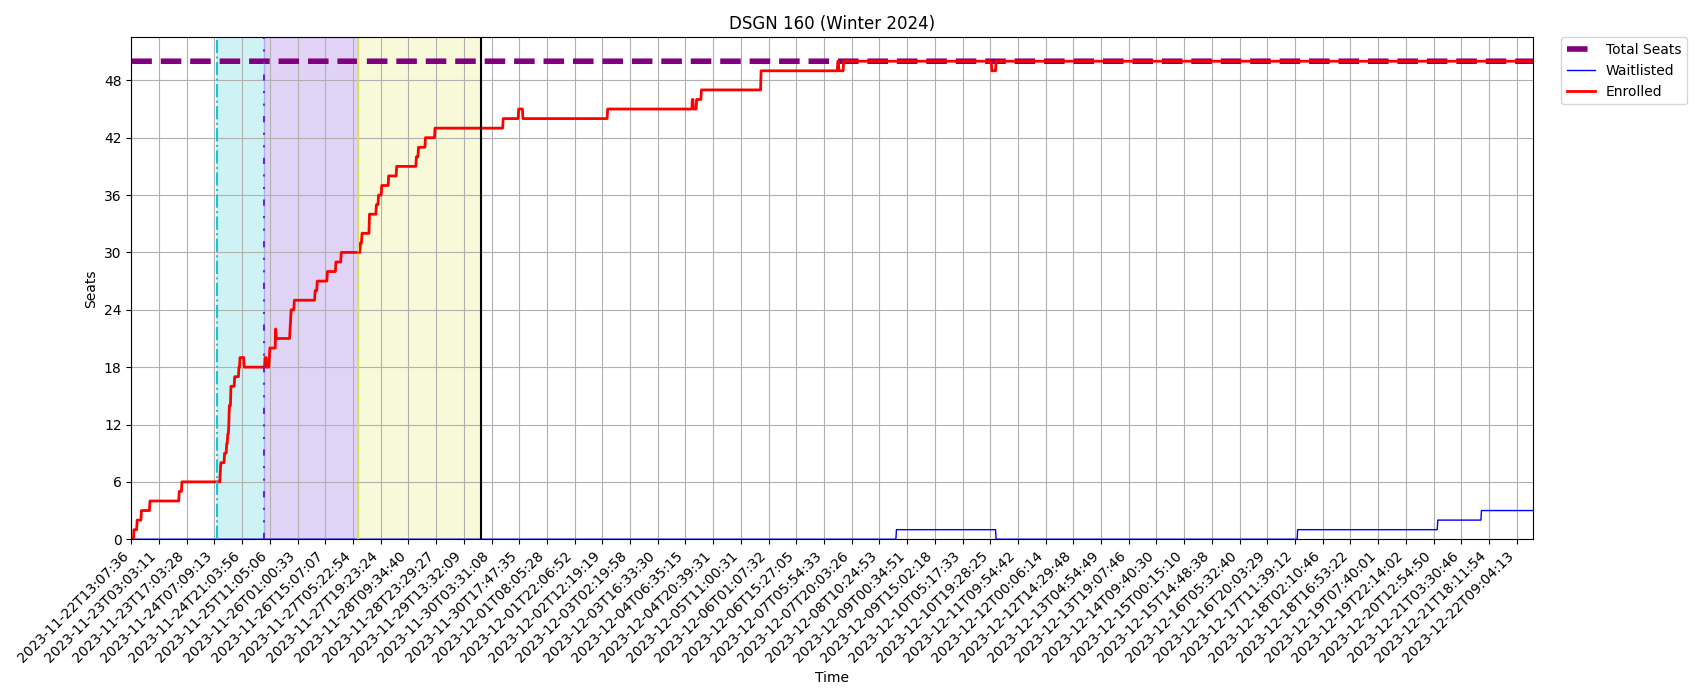 DSGN 160 (Winter 2024)
Total Seats
Waitlisted
Enrolled
48
42
36
30
24
18
12
6
0
Seats
2023-11-22T13:07:36
2023-11-23T03:03:11
2023-11-23T17:03:28
2023-11-24T07:09:13
2023-11-24T21:03:56
2023-11-25T11:05:06
2023-11-26T01:00:33
2023-11-26T15:07:07
2023-11-27T05:22:54
2023-11-27T19:23:24
2023-11-28T09:34:40
2023-11-28T23:29:27
2023-11-29T13:32:09
2023-11-30T03:31:08
2023-11-30T17:47:35
2023-12-01T08:05:28
2023-12-01T22:06:52
2023-12-02T12:19:19
2023-12-03T02:19:58
2023-12-03T16:33:30
2023-12-04T06:35:15
2023-12-04T20:39:31
2023-12-05T11:00:31
2023-12-06T01:07:32
2023-12-06T15:27:05
2023-12-07T05:54:33
2023-12-07T20:03:26
2023-12-08T10:24:53
2023-12-09T00:34:51
2023-12-09T15:02:18
2023-12-10T05:17:33
2023-12-10T19:28:25
2023-12-11T09:54:42
2023-12-12T00:06:14
2023-12-12T14:29:48
2023-12-13T04:54:49
2023-12-13T19:07:46
2023-12-14T09:40:30
2023-12-15T00:15:10
2023-12-15T14:48:38
2023-12-16T05:32:40
2023-12-16T20:03:29
2023-12-17T11:39:12
2023-12-18T02:10:46
2023-12-18T16:53:22
2023-12-19T07:40:01
2023-12-19T22:14:02
2023-12-20T12:54:50
2023-12-21T03:30:46
2023-12-21T18:11:54
2023-12-22T09:04:13
Time